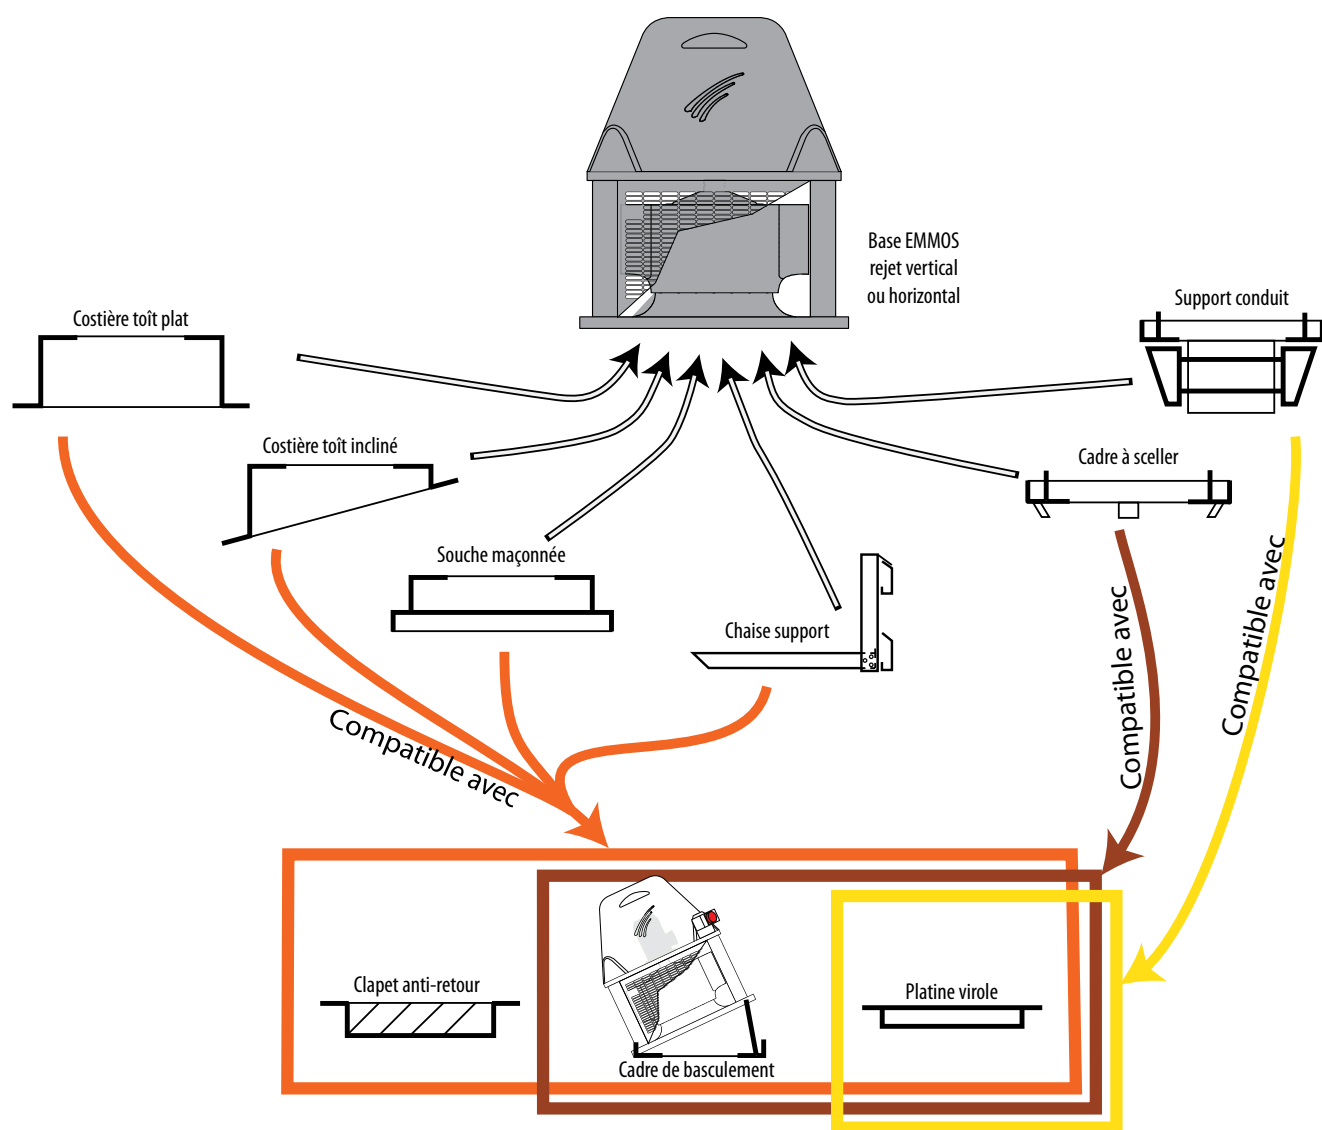 Base EMMOS
rejet vertical
ou horizontal
Support conduit
Costière toît plat
Costière toît incliné
Cadre à sceller
Souche maçonnée
Chaise support
Compatible avec
Compatible avec
Compatible avec
Clapet anti-retour
Platine virole
Cadre de basculement